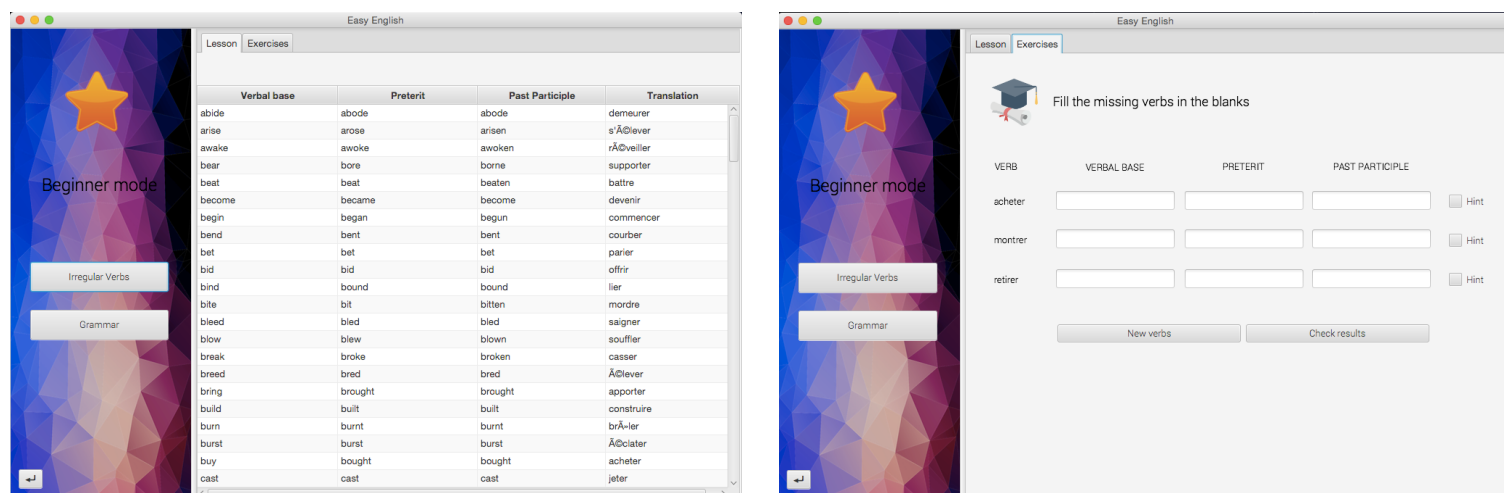 Easy English
Lesson Exercises
Beginner mode
Irregular Verbs
Grammar
Verbal base Preterit Past Participle Translation
abide abode abode demeurer
arise arose arisen s'Ã©lever
awake awoke awoken rÃ©veiller
bear bore borne supporter
beat beat beaten battre
become became become devenir
begin began begun commencer
bend bent bent courber
bet bet bet parier
bid bid bid offrir
bind bound bound lier
bite bit bitten mordre
bleed bled bled saigner
blow blew blown souffler
break broke broken casser
breed bred bred Ã©lever
bring brought brought apporter
build built built construire
burn burnt burnt brÃ»ler
burst burst burst Ã©clater
buy bought bought acheter
cast cast cast jeter
Easy English
Lesson Exercises
Beginner mode
Irregular Verbs
Grammar
Fill the missing verbs in the blanks
VERB VERBAL BASE PRETERIT PAST PARTICIPLE
acheter Hint
montrer Hint
retirer Hint
New verbs Check results